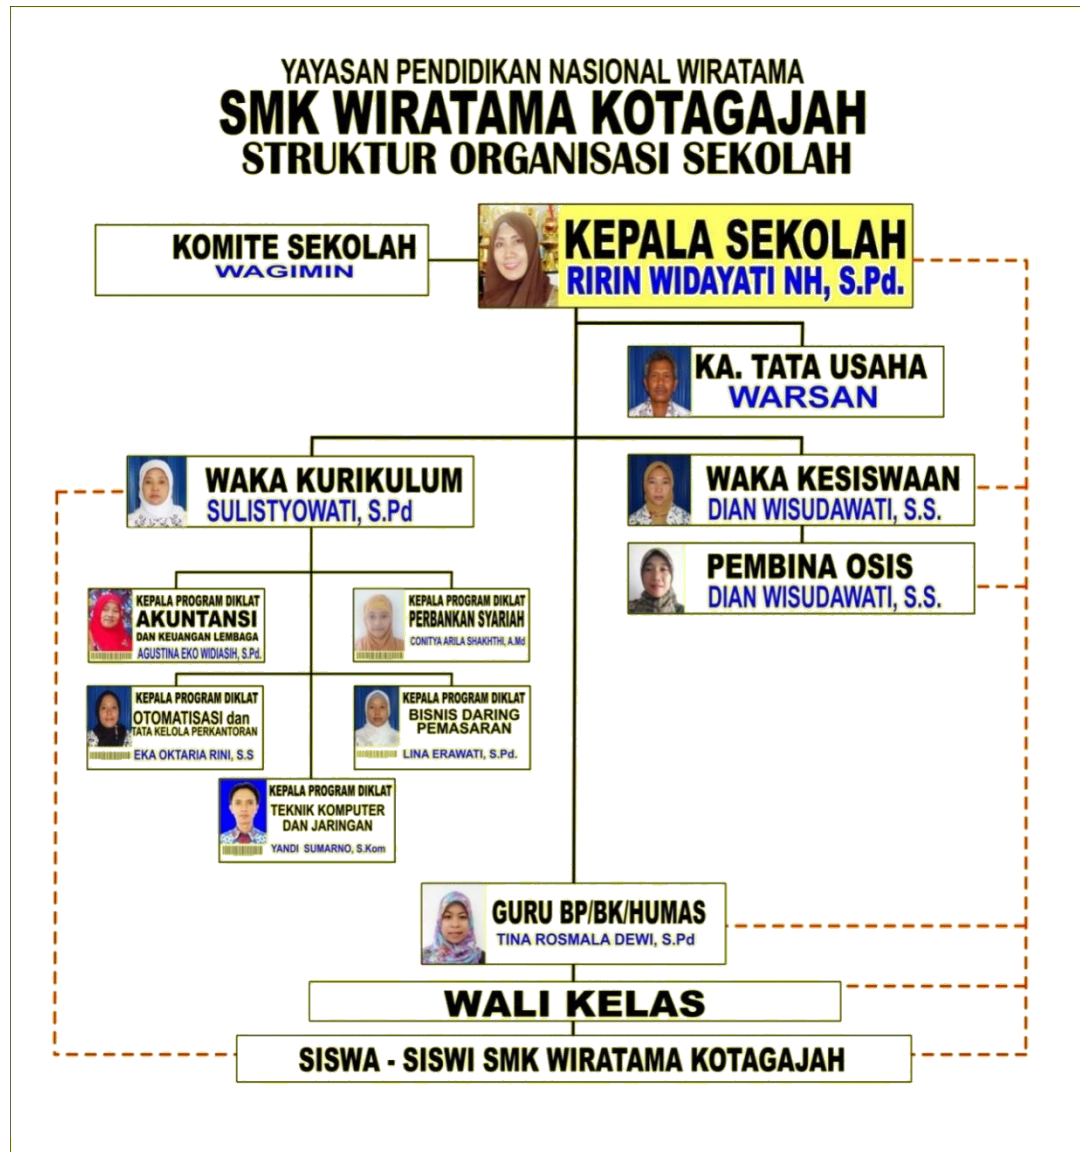 YAYASAN PENDIDIKAN NASIONAL WIRATAMA
SMK WIRATAMA KOTAGAJAH
STRUKTUR ORGANISASI SEKOLAH
KOMITE SEKOLAH
WAGIMIN
KEPALA SEKOLAH
RIRIN WIDAYATI NH, S.Pd.
KA. TATA USAHA
WARSAN
WAKA KURIKULUM
SULISTYOWATI, S.Pd
WAKA KESISWAAN
DIAN WISUDAWATI, S.S.
PEMBINA OSIS
DIAN WISUDAWATI, S.S.
KEPALA PROGRAM DIKLAT
AKUNTANSI
DAN KEUANGAN LEMBAGA
AGUSTINA EKO WIDIASIH, S.Pd.
KEPALA PROGRAM DIKLAT
PERBANKAN SYARIAH
CONITYA ARILA SHAKHTHI, A.Md
KEPALA PROGRAM DIKLAT
OTOMATISASI dan
TATA KELOLA PERKANTORAN
EKA OKTARIA RINI, S.S
KEPALA PROGRAM DIKLAT
BISNIS DARING
PEMASARAN
LINA ERAWATI, S.Pd.
KEPALA PROGRAM DIKLAT
TEKNIK KOMPUTER
DAN JARINGAN
YANDI SUMARNO, S.Kom
GURU BP/BK/HUMAS
TINA ROSMALA DEWI, S.Pd
WALI KELAS
SISWA - SISWI SMK WIRATAMA KOTAGAJAH